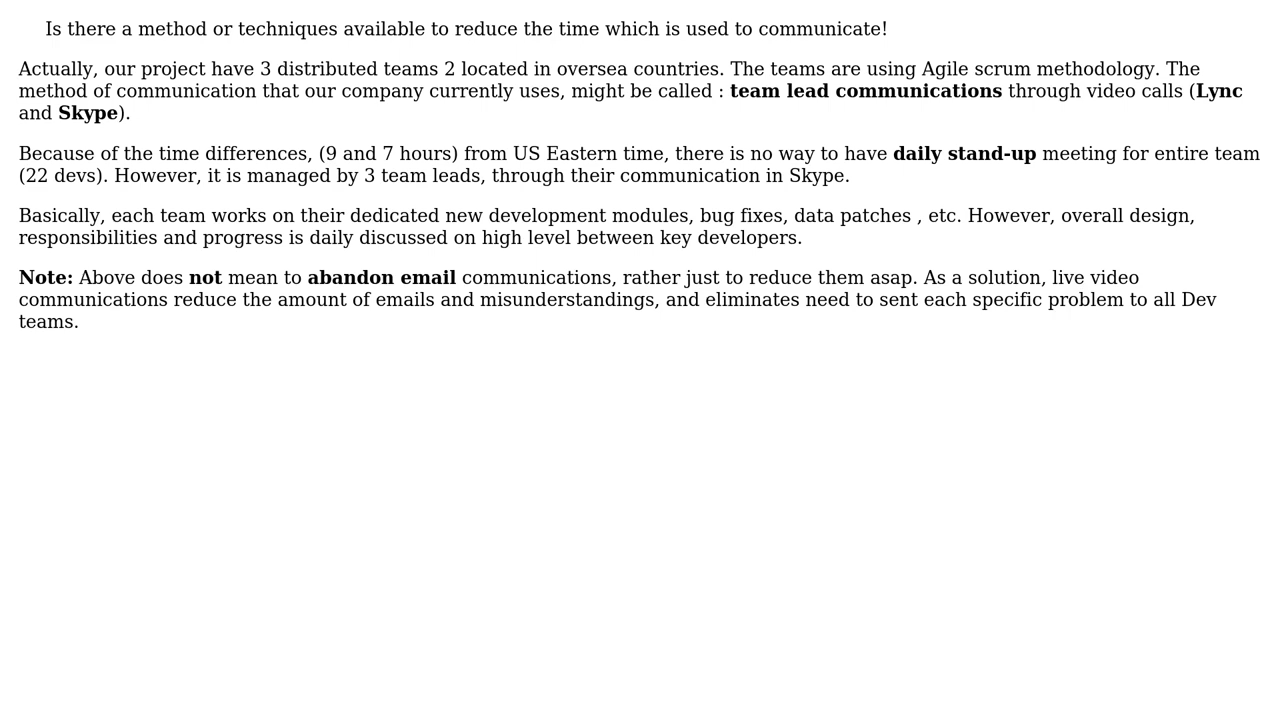 Is there a method or techniques available to reduce the time which is used to communicate!
Actually, our project have 3 distributed teams 2 located in oversea countries. The teams are using Agile scrum methodology. The
method of communication that our company currently uses, might be called : team lead communications through video calls (Lync
and Skype).
Because of the time differences, (9 and 7 hours) from US Eastern time, there is no way to have daily stand-up meeting for entire team
(22 devs). However, it is managed by 3 team leads, through their communication in Skype.
Basically, each team works on their dedicated new development modules, bug fixes, data patches , etc. However, overall design,
responsibilities and progress is daily discussed on high level between key developers.
Note: Above does not mean to abandon email communications, rather just to reduce them asap. As a solution, live video
communications reduce the amount of emails and misunderstandings, and eliminates need to sent each specific problem to all Dev
teams.